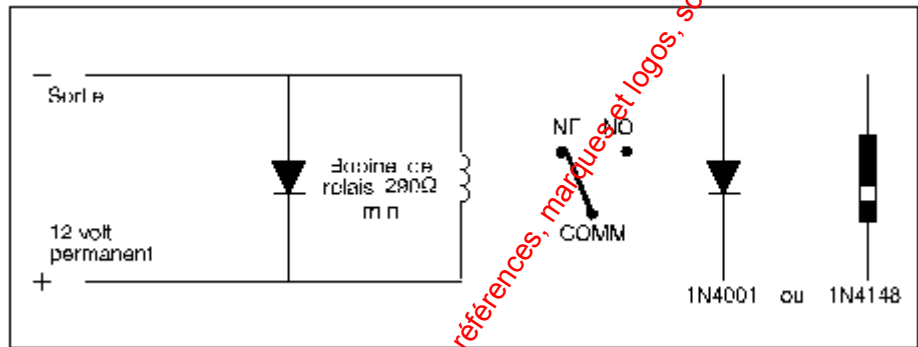 Sortie
Bobine de
relais 290Ω
min
12 volt
permanent
NF NO
COMM
1N4001 ou 1N4148
références, marques et logos, so